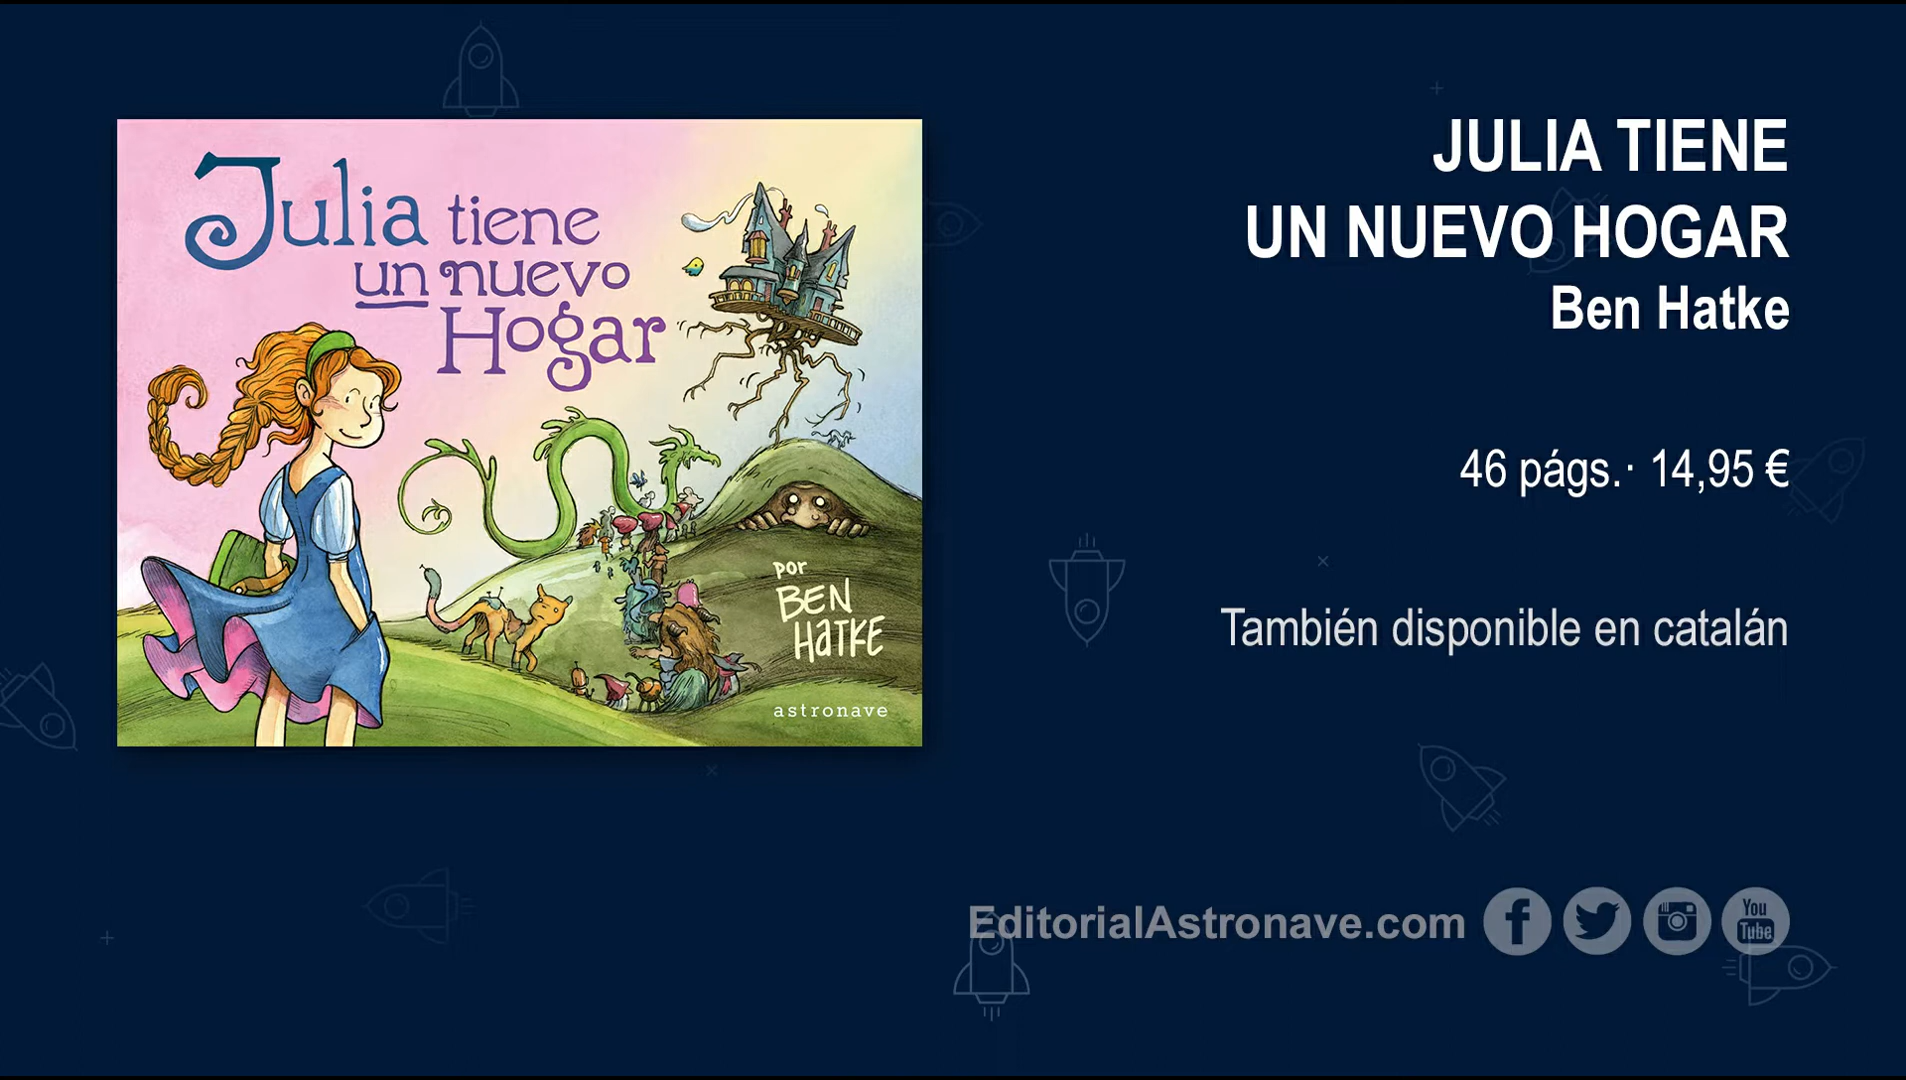 Julia tiene
un nuevo
Hogar
por
BEN
HATKE
astronave
JULIA TIENE
UN NUEVO HOGAR
Ben Hatke
46 págs.· 14,95 €
También disponible en catalán
EditorialAstronave.com
You
Tube